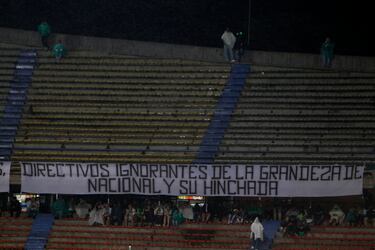 DIRECTIVOS IGNORANTES DE LA GRANDEZA DE
NACIONAL Y SU HINCHADA